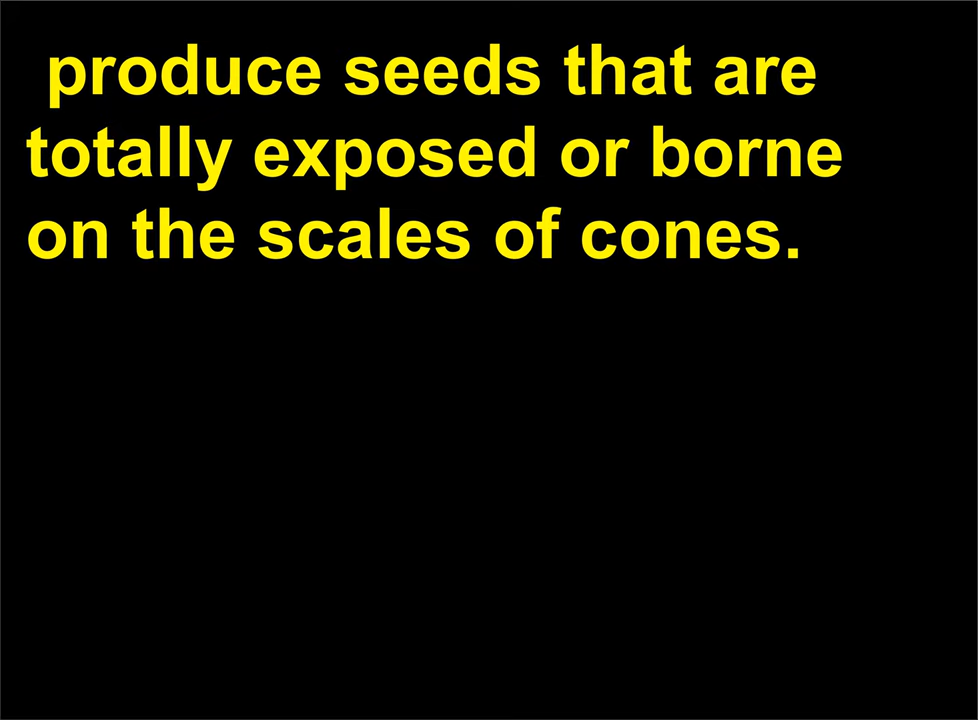 produce seeds that are
totally exposed or borne
on the scales of cones.